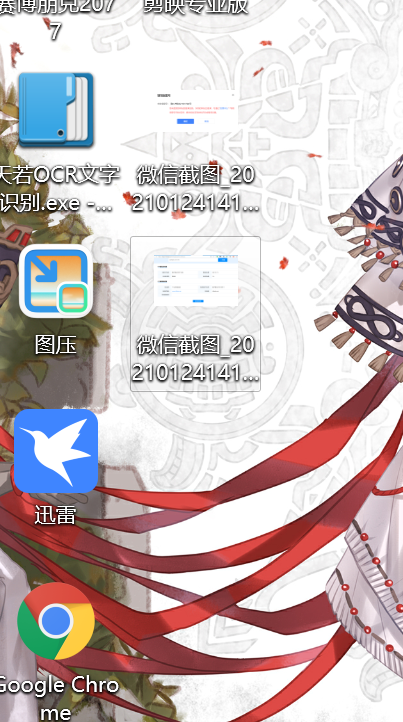 赛博朋克207
7
剪映专业版
天若OCR文字
识别.exe -...
微信截图_20
210124141...
图压
微信截图_20
210124141...
迅雷
Google Chro
me